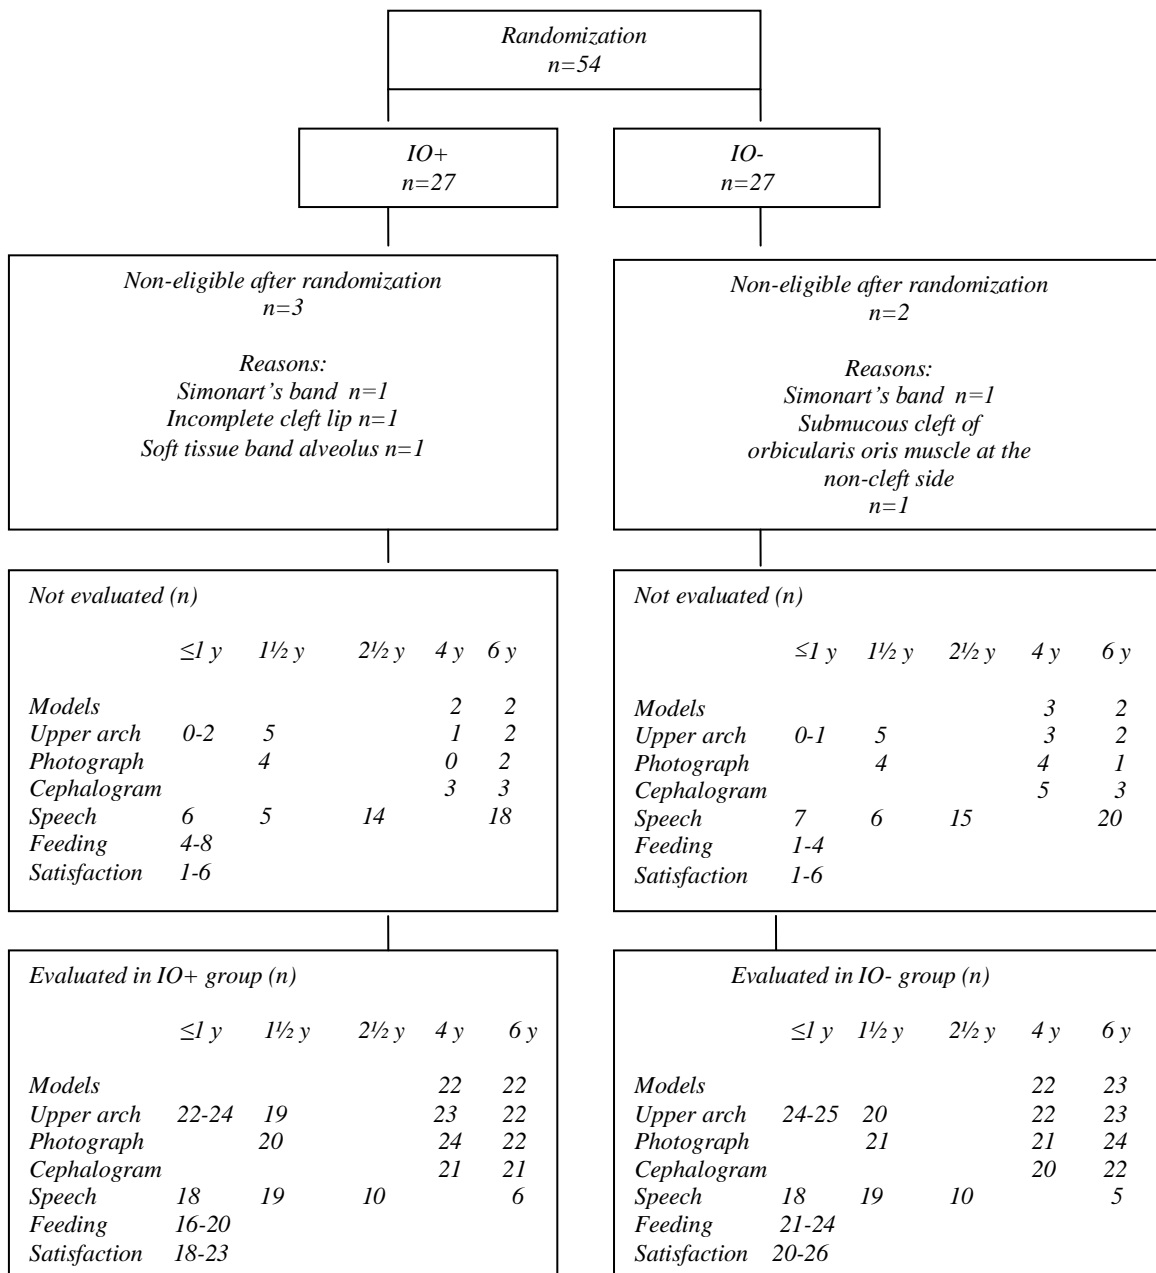 Randomization
n=54
IO+
n=27
IO-
n=27
Non-eligible after randomization
n=3
Reasons:
Simonart’s band n=1
Incomplete cleft lip n=1
Soft tissue band alveolus n=1
Non-eligible after randomization
n=2
Reasons:
Simonart’s band n=1
Submucous cleft of
orbicularis oris muscle at the
non-cleft side
n=1
Not evaluated (n)
≤1 y 1½ y 2½ y 4 y 6 y
Models 2 2
Upper arch 0-2 5 1 2
Photograph 4 0 2
Cephalogram 3 3
Speech 6 5 14 18
Feeding 4-8
Satisfaction 1-6
Not evaluated (n)
≤1 y 1½ y 2½ y 4 y 6 y
Models 3 2
Upper arch 0-1 5 3 2
Photograph 4 4 1
Cephalogram 5 3
Speech 7 6 15 20
Feeding 1-4
Satisfaction 1-6
Evaluated in IO+ group (n)
≤1 y 1½ y 2½ y 4 y 6 y
Models 22 22
Upper arch 22-24 19 23 22
Photograph 20 24 22
Cephalogram 21 21
Speech 18 19 10 6
Feeding 16-20
Satisfaction 18-23
Evaluated in IO- group (n)
≤1 y 1½ y 2½ y 4 y 6 y
Models 22 23
Upper arch 24-25 20 22 23
Photograph 21 21 24
Cephalogram 20 22
Speech 18 19 10 5
Feeding 21-24
Satisfaction 20-26